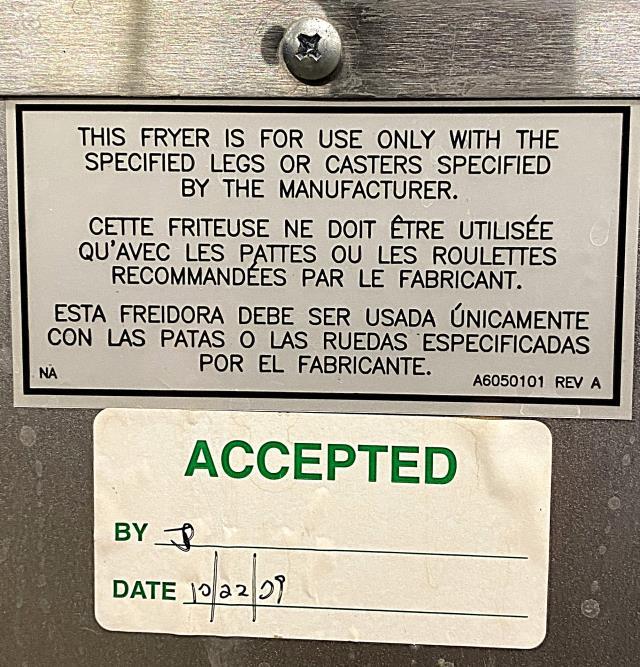 THIS FRYER IS FOR USE ONLY WITH THE
SPECIFIED LEGS OR CASTERS SPECIFIED
BY THE MANUFACTURER.
CETTE FRITEUSE NE DOIT ÊTRE UTILISÉE
QU'AVEC LES PATTES OU LES ROULETTES
RECOMMANDÉES PAR LE FABRICANT.
ESTA FREIDORA DEBE SER USADA ÚNICAMENTE
CON LAS PATAS O LAS RUEDAS ESPECIFICADAS
POR EL FABRICANTE.
NA
A6050101 REV A
ACCEPTED
BY
DATE 10/22/09